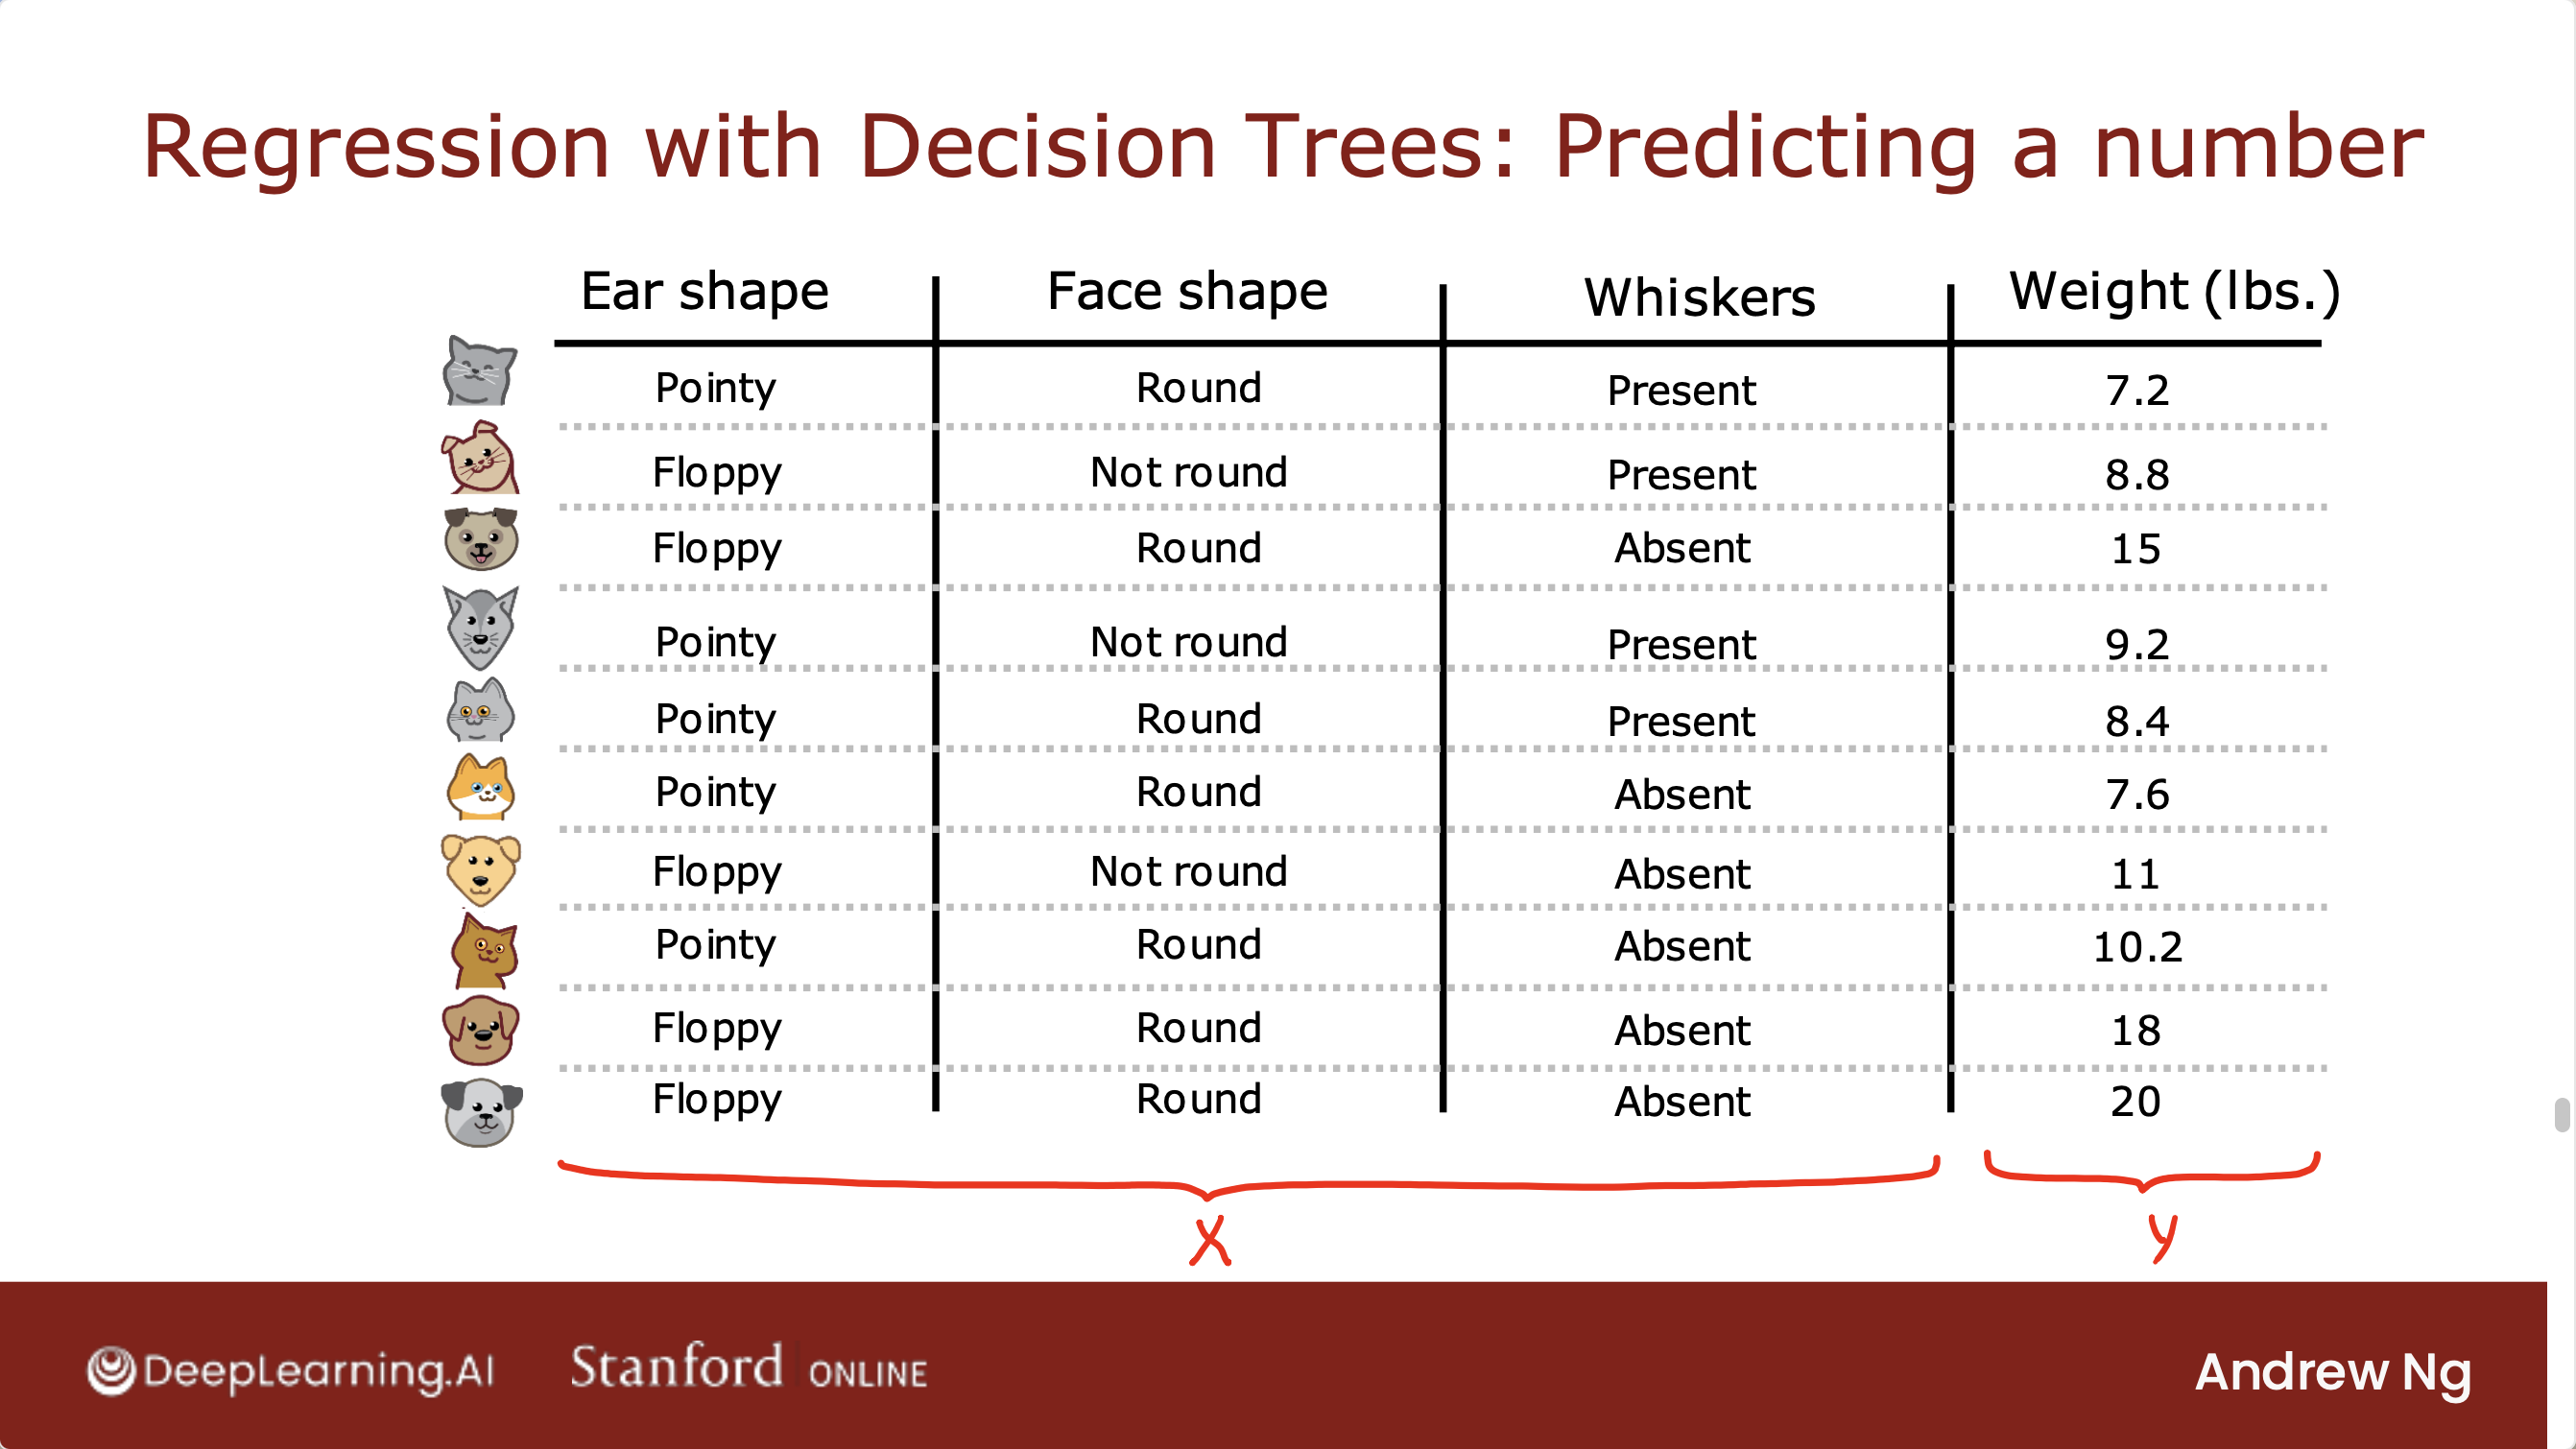 Regression with Decision Trees: Predicting a number
Ear shape Face shape Whiskers Weight (lbs.)
Pointy Round Present 7.2
Floppy Not round Present 8.8
Floppy Round Absent 15
Pointy Not round Present 9.2
Pointy Round Present 8.4
Pointy Round Absent 7.6
Floppy Not round Absent 11
Pointy Round Absent 10.2
Floppy Round Absent 18
Floppy Round Absent 20
X y
DeepLearning.AI Stanford ONLINE Andrew Ng